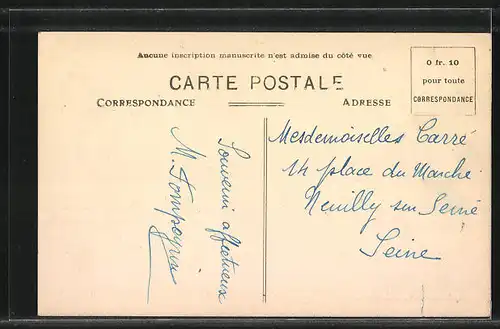 Aucune inscription manuscrite n'est admise du côté vue
CARTE POSTALE
CORRESPONDANCE
ADRESSE
0 fr. 10
pour toute
CORRESPONDANCE
Souvenir affectueux
M.
Mesdemoiselles Carré
14 place du Marche
Neuilly sur Seine
Seine